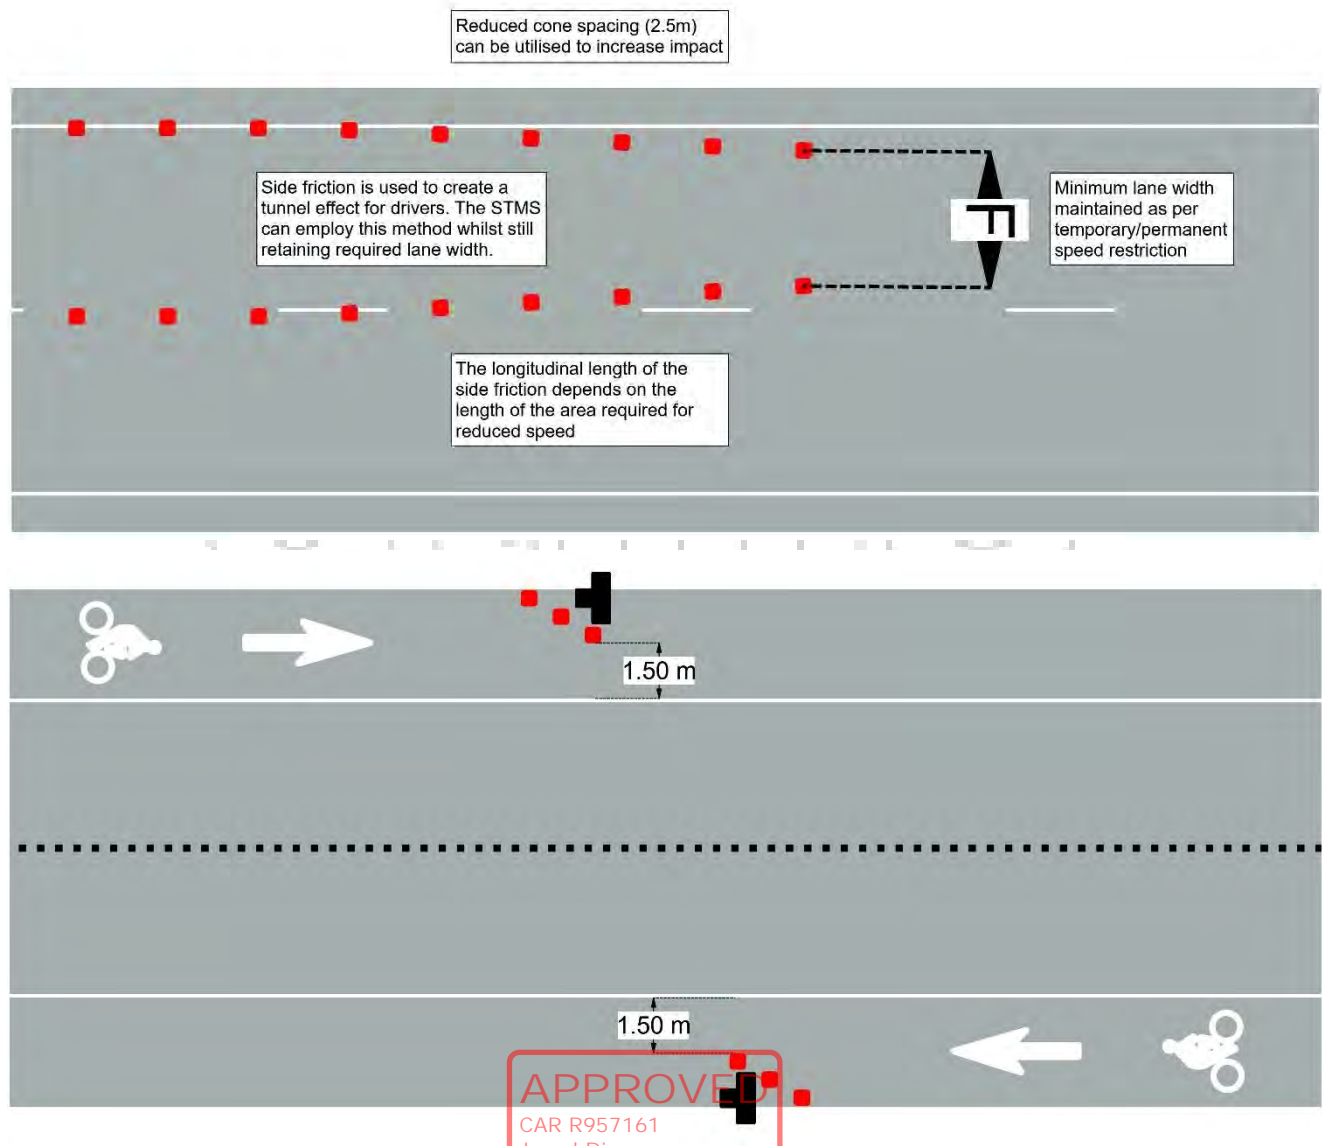 Reduced cone spacing (2.5m)
can be utilised to increase impact
Side friction is used to create a
tunnel effect for drivers. The STMS
can employ this method whilst still
retaining required lane width.
F
Minimum lane width
maintained as per
temporary/permanent
speed restriction
The longitudinal length of the
side friction depends on the
length of the area required for
reduced speed
1.50 m
1.50 m
APPROVED
CAR R957161